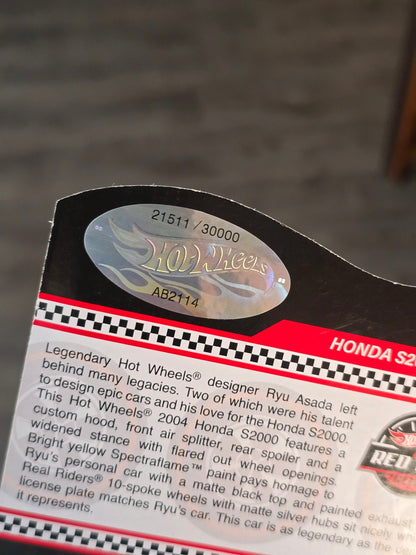 21511 / 30000
Hot Wheels
AB2114
HONDA S20
Legendary Hot Wheels® designer Ryu Asada left
behind many legacies. Two of which were his talent
to design epic cars and his love for the Honda S2000.
This Hot Wheels® 2004 Honda S2000 features a
custom hood, front air splitter, rear spoiler and a
widened stance with flared out wheel openings.
Bright yellow Spectraflame™ paint pays homage to
Ryu's personal car with a matte black top and painted exhaus
Real Riders® 10-spoke wheels with matte silver hubs sit nicely w
license plate matches Ryu's car. This car is as legendary as the
it represents.
RED